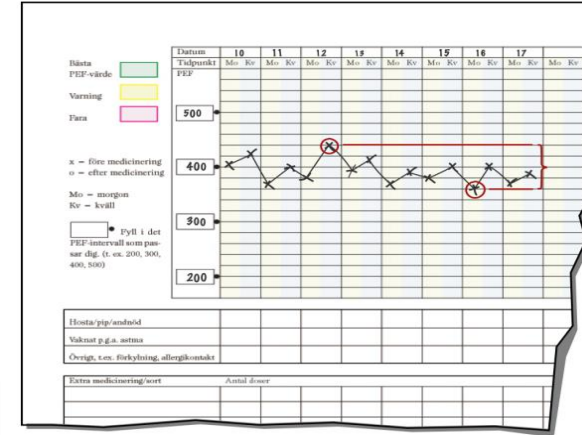 Datum 10 11 12 13 14 15 16 17
Tidpunkt Mo Kv Mo Kv Mo Kv Mo Kv Mo Kv Mo Kv Mo Kv Mo Kv Mo Kv
PEF
Bästa
PEF-värde
Varning
Fara
500
x = före medicinering
o = efter medicinering
400
Mo = morgon
Kv = kväll
Fyll i det
PEF-intervall som pas-
sar dig. (t. ex. 200, 300,
400, 500)
300
200
Hosta/pip/andnöd
Vaknat p.g.a. astma
Övrigt, t.ex. förkylning, allergikontakt
Extra medicinering/sort Antal doser